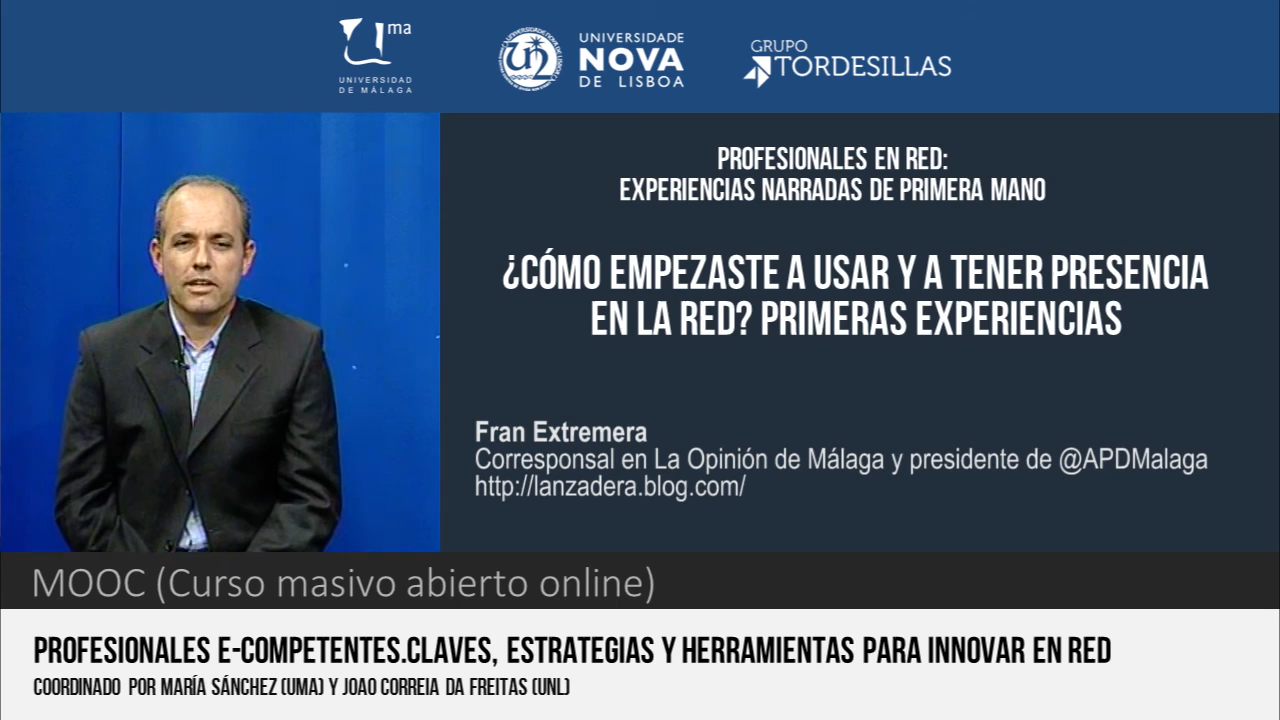 uma
UNIVERSIDAD
DE MÁLAGA
UNIVERSIDADE
NOVA
DE LISBOA
GRUPO
TORDESILLAS
PROFESIONALES EN RED:
EXPERIENCIAS NARRADAS DE PRIMERA MANO
¿CÓMO EMPEZASTE A USAR Y A TENER PRESENCIA
EN LA RED? PRIMERAS EXPERIENCIAS
Fran Extremera
Corresponsal en La Opinión de Málaga y presidente de @APDMalaga
http://lanzadera.blog.com/
MOOC (Curso masivo abierto online)
PROFESIONALES E-COMPETENTES.CLAVES, ESTRATEGIAS Y HERRAMIENTAS PARA INNOVAR EN RED
COORDINADO POR MARÍA SÁNCHEZ (UMA) Y JOAO CORREIA DA FREITAS (UNL)